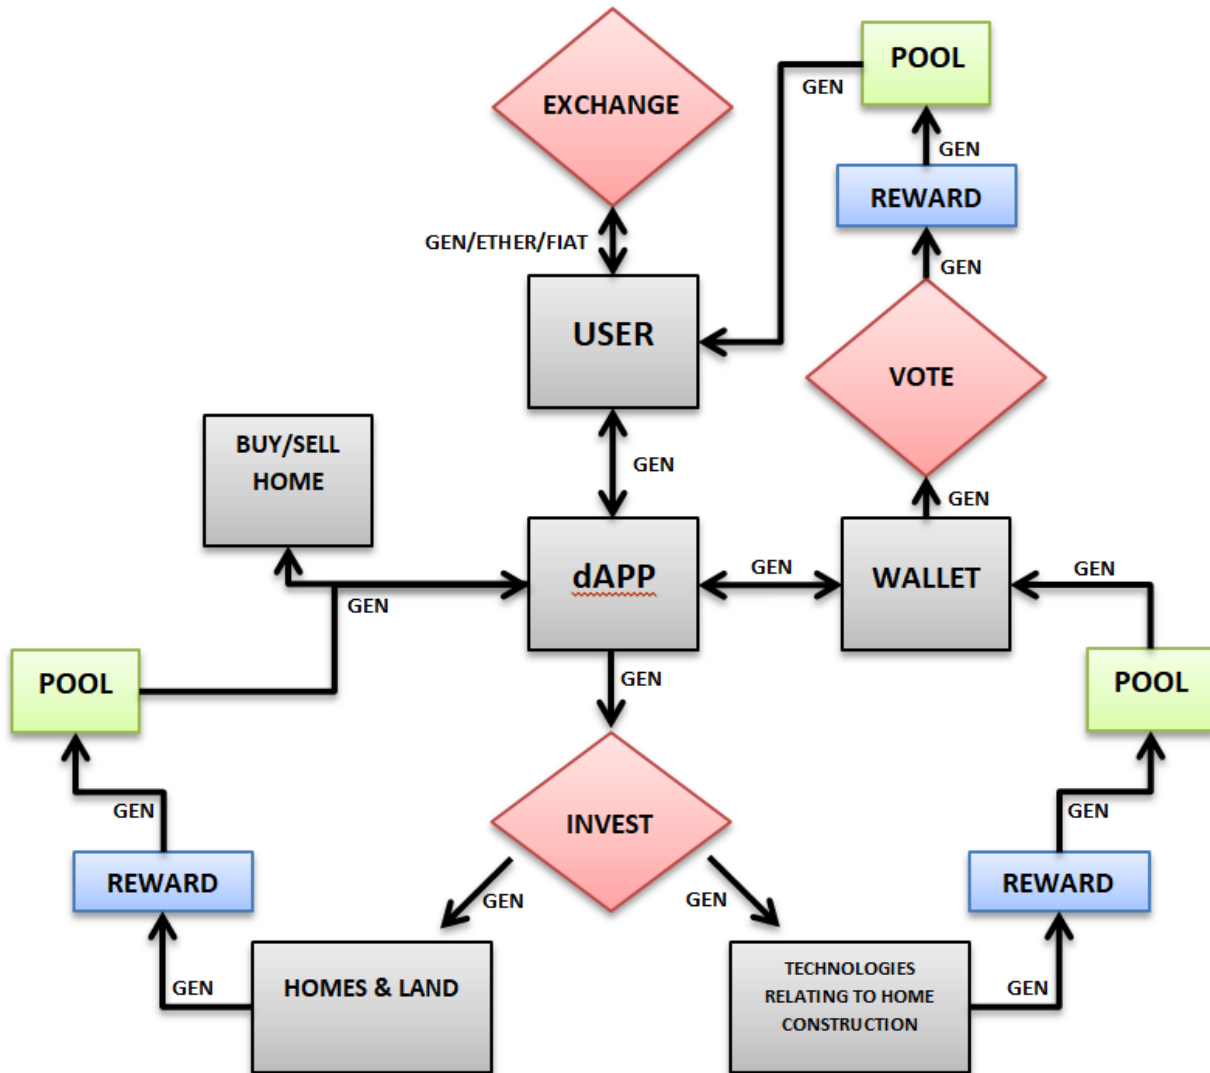 POOL
GEN
EXCHANGE
GEN
REWARD
GEN/ETHER/FIAT
GEN
USER
VOTE
BUY/SELL
HOME
GEN
GEN
dAPP
GEN
WALLET
GEN
GEN
POOL
GEN
POOL
GEN
INVEST
GEN
REWARD
GEN
GEN
REWARD
HOMES & LAND
GEN
TECHNOLOGIES
RELATING TO HOME
CONSTRUCTION
GEN